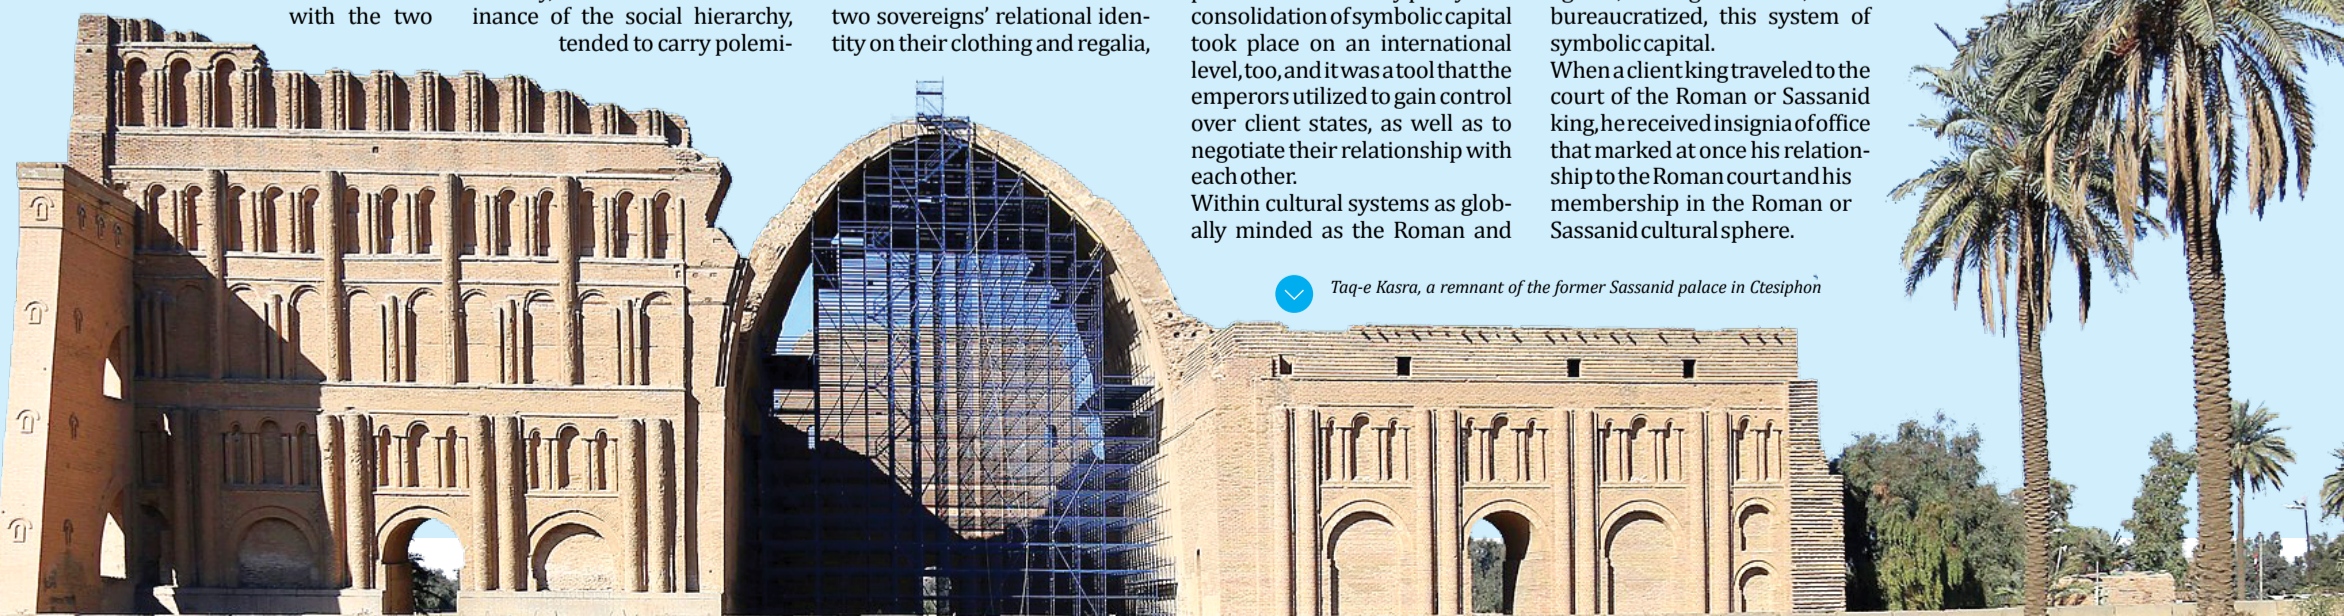 with the two
inance of the social hierarchy,
tended to carry polemi-
two sovereigns’ relational iden-
tity on their clothing and regalia,
consolidation of symbolic capital
took place on an international
level, too, and it was a tool that the
emperors utilized to gain control
over client states, as well as to
negotiate their relationship with
each other.
Within cultural systems as glob-
ally minded as the Roman and
bureaucratized, this system of
symbolic capital.
When a client king traveled to the
court of the Roman or Sassanid
king, he received insignia of office
that marked at once his relation-
ship to the Roman court and his
membership in the Roman or
Sassanid cultural sphere.
Taq-e Kasra, a remnant of the former Sassanid palace in Ctesiphon